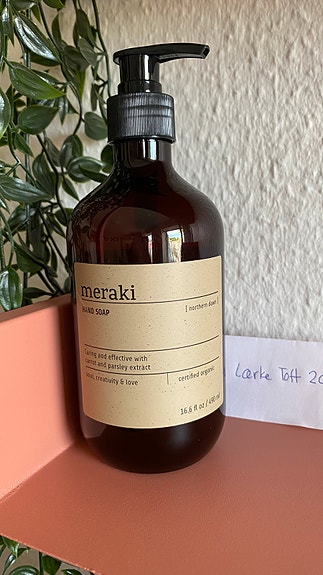 meraki
HAND SOAP
[ northern dawn ]
Caring and effective with
carrot and parsley extract
soul, creativity & love
certified organic
16.6 fl oz / 490 ml
Lærke Toft